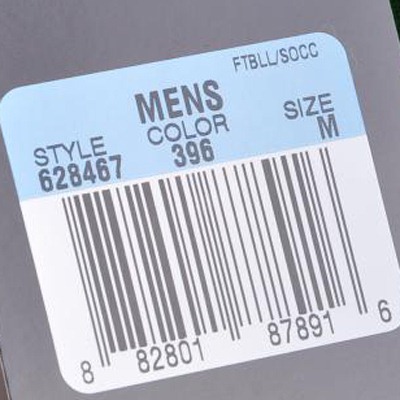 FTBLL/SOCC
MENS
STYLE COLOR SIZE
628467 396 M
8 82801 87891 6